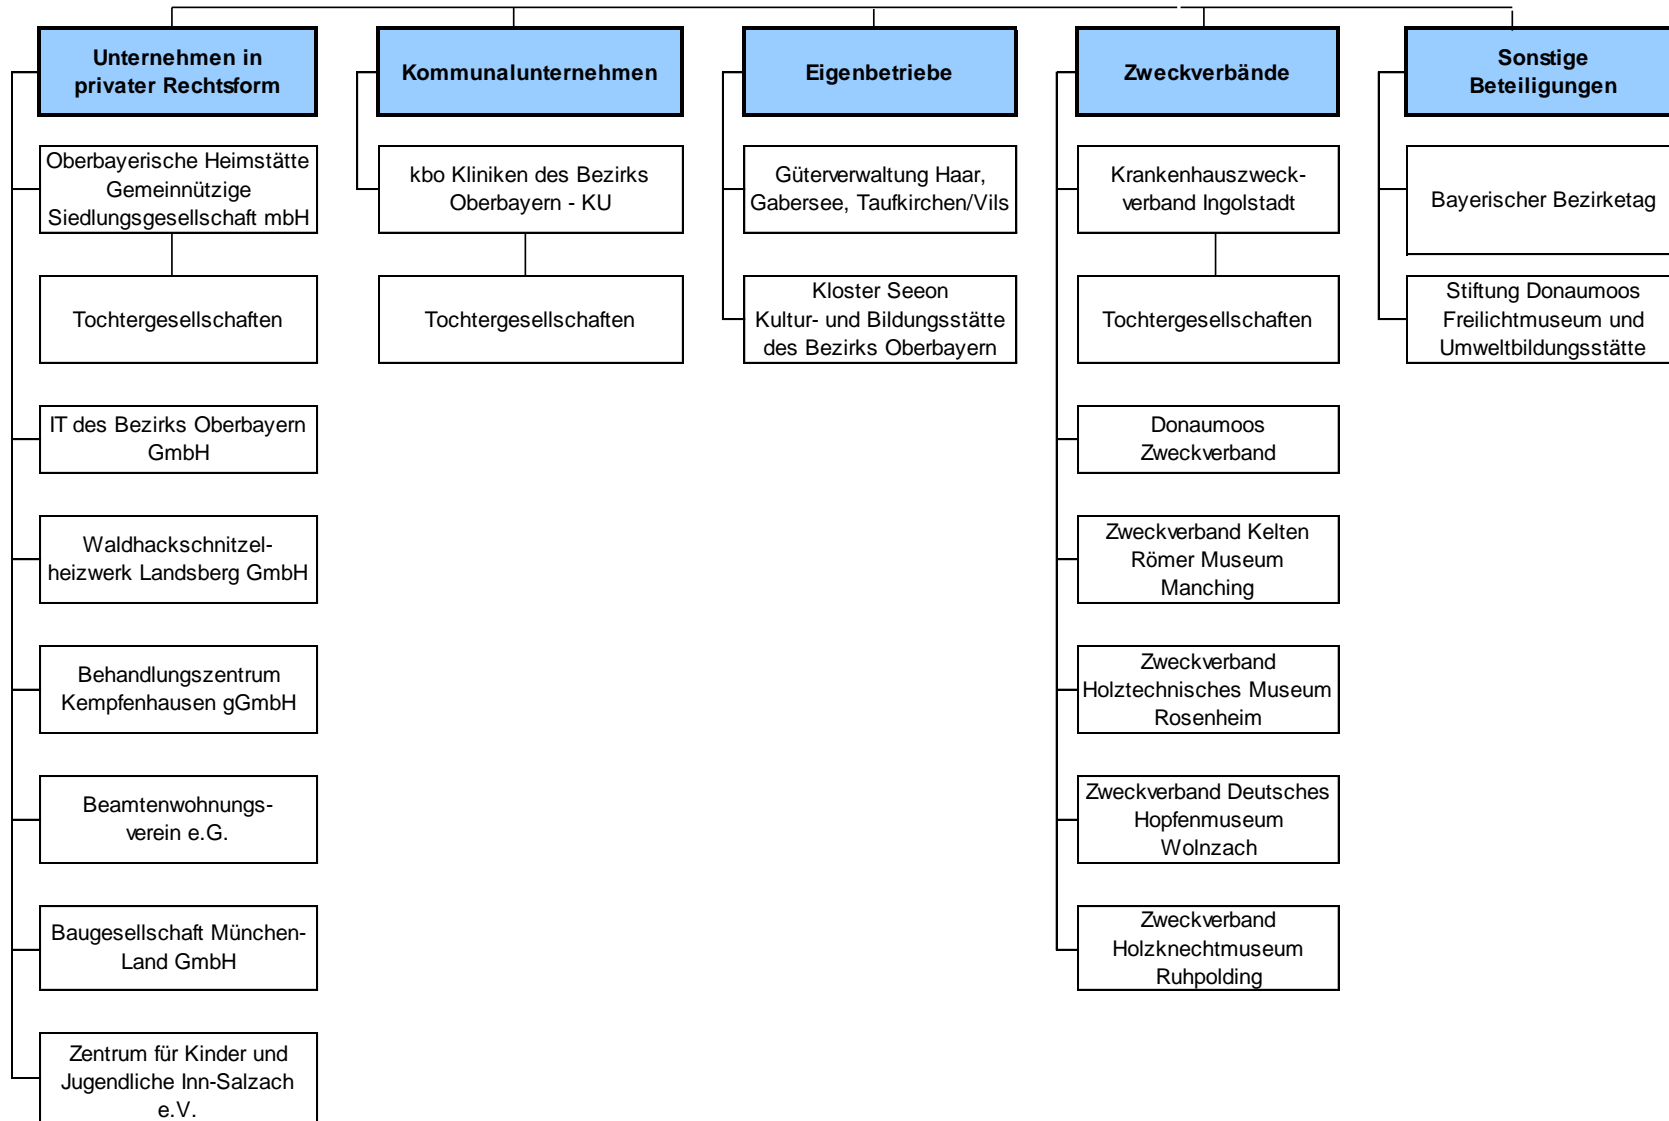 Unternehmen in
privater Rechtsform
Oberbayerische Heimstätte
Gemeinnützige
Siedlungsgesellschaft mbH
Tochtergesellschaften
IT des Bezirks Oberbayern
GmbH
Waldhackschnitzel-
heizwerk Landsberg GmbH
Behandlungszentrum
Kempfenhausen gGmbH
Beamtenwohnungs-
verein e.G.
Baugesellschaft München-
Land GmbH
Zentrum für Kinder und
Jugendliche Inn-Salzach
e.V.
Kommunalunternehmen
kbo Kliniken des Bezirks
Oberbayern - KU
Tochtergesellschaften
Eigenbetriebe
Güterverwaltung Haar,
Gabersee, Taufkirchen/Vils
Kloster Seeon
Kultur- und Bildungsstätte
des Bezirks Oberbayern
Zweckverbände
Krankenhauszweck-
verband Ingolstadt
Tochtergesellschaften
Donaumoos
Zweckverband
Zweckverband Kelten
Römer Museum
Manching
Zweckverband
Holztechnisches Museum
Rosenheim
Zweckverband Deutsches
Hopfenmuseum
Wolnzach
Zweckverband
Holzknechtmuseum
Ruhpolding
Sonstige
Beteiligungen
Bayerischer Bezirketag
Stiftung Donaumoos
Freilichtmuseum und
Umweltbildungsstätte